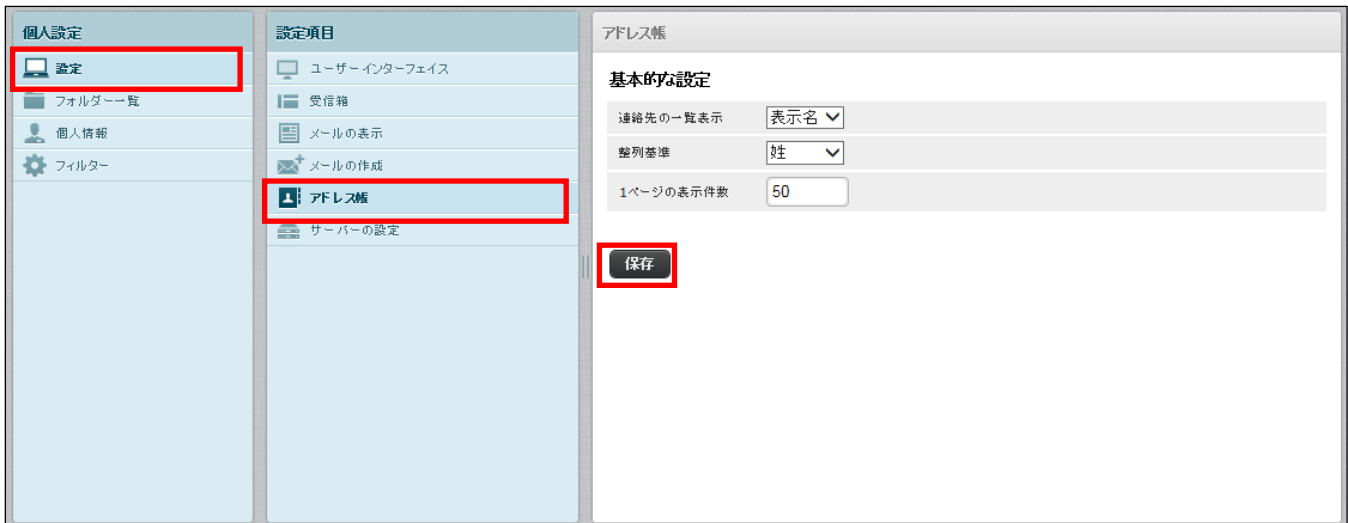 個人設定
設定
フォルダー一覧
個人情報
フィルター
設定項目
ユーザーインターフェイス
受信箱
メールの表示
メールの作成
アドレス帳
サーバーの設定
アドレス帳
基本的な設定
連絡先の一覧表示 表示名
整列基準 姓
1ページの表示件数 50
保存